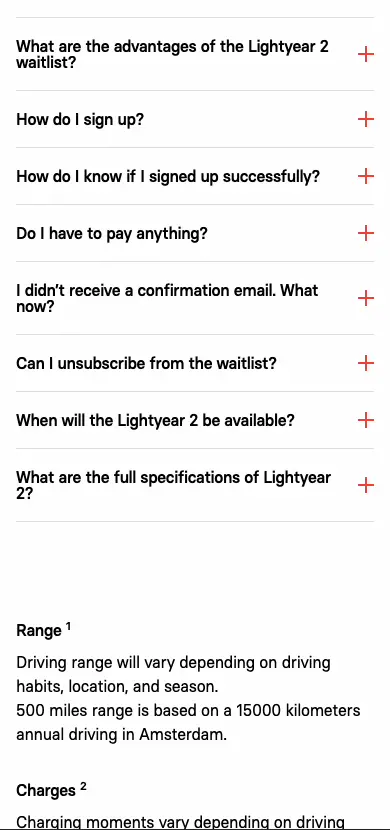 What are the advantages of the Lightyear 2
waitlist?
How do I sign up?
How do I know if I signed up successfully?
Do I have to pay anything?
I didn’t receive a confirmation email. What
now?
Can I unsubscribe from the waitlist?
When will the Lightyear 2 be available?
What are the full specifications of Lightyear
2?
Range ¹
Driving range will vary depending on driving
habits, location, and season.
500 miles range is based on a 15000 kilometers
annual driving in Amsterdam.
Charges ²
Charging moments vary depending on driving